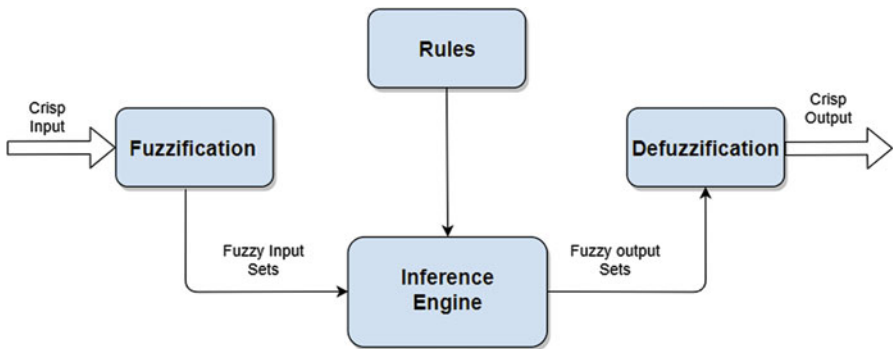 Rules
Crisp
Input
Fuzzification
Crisp
Output
Defuzzification
Fuzzy Input
Sets
Inference
Engine
Fuzzy output
Sets